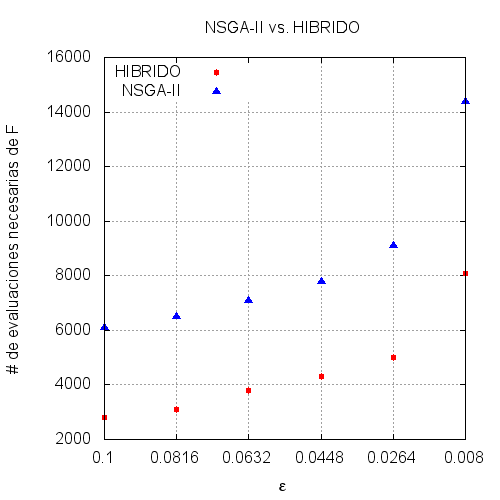 NSGA-II vs. HIBRIDO
# de evaluaciones necesarias de F
16000
14000
12000
10000
8000
6000
4000
2000
HIBRIDO
NSGA-II
0.1 0.0816 0.0632 0.0448 0.0264 0.008
ε